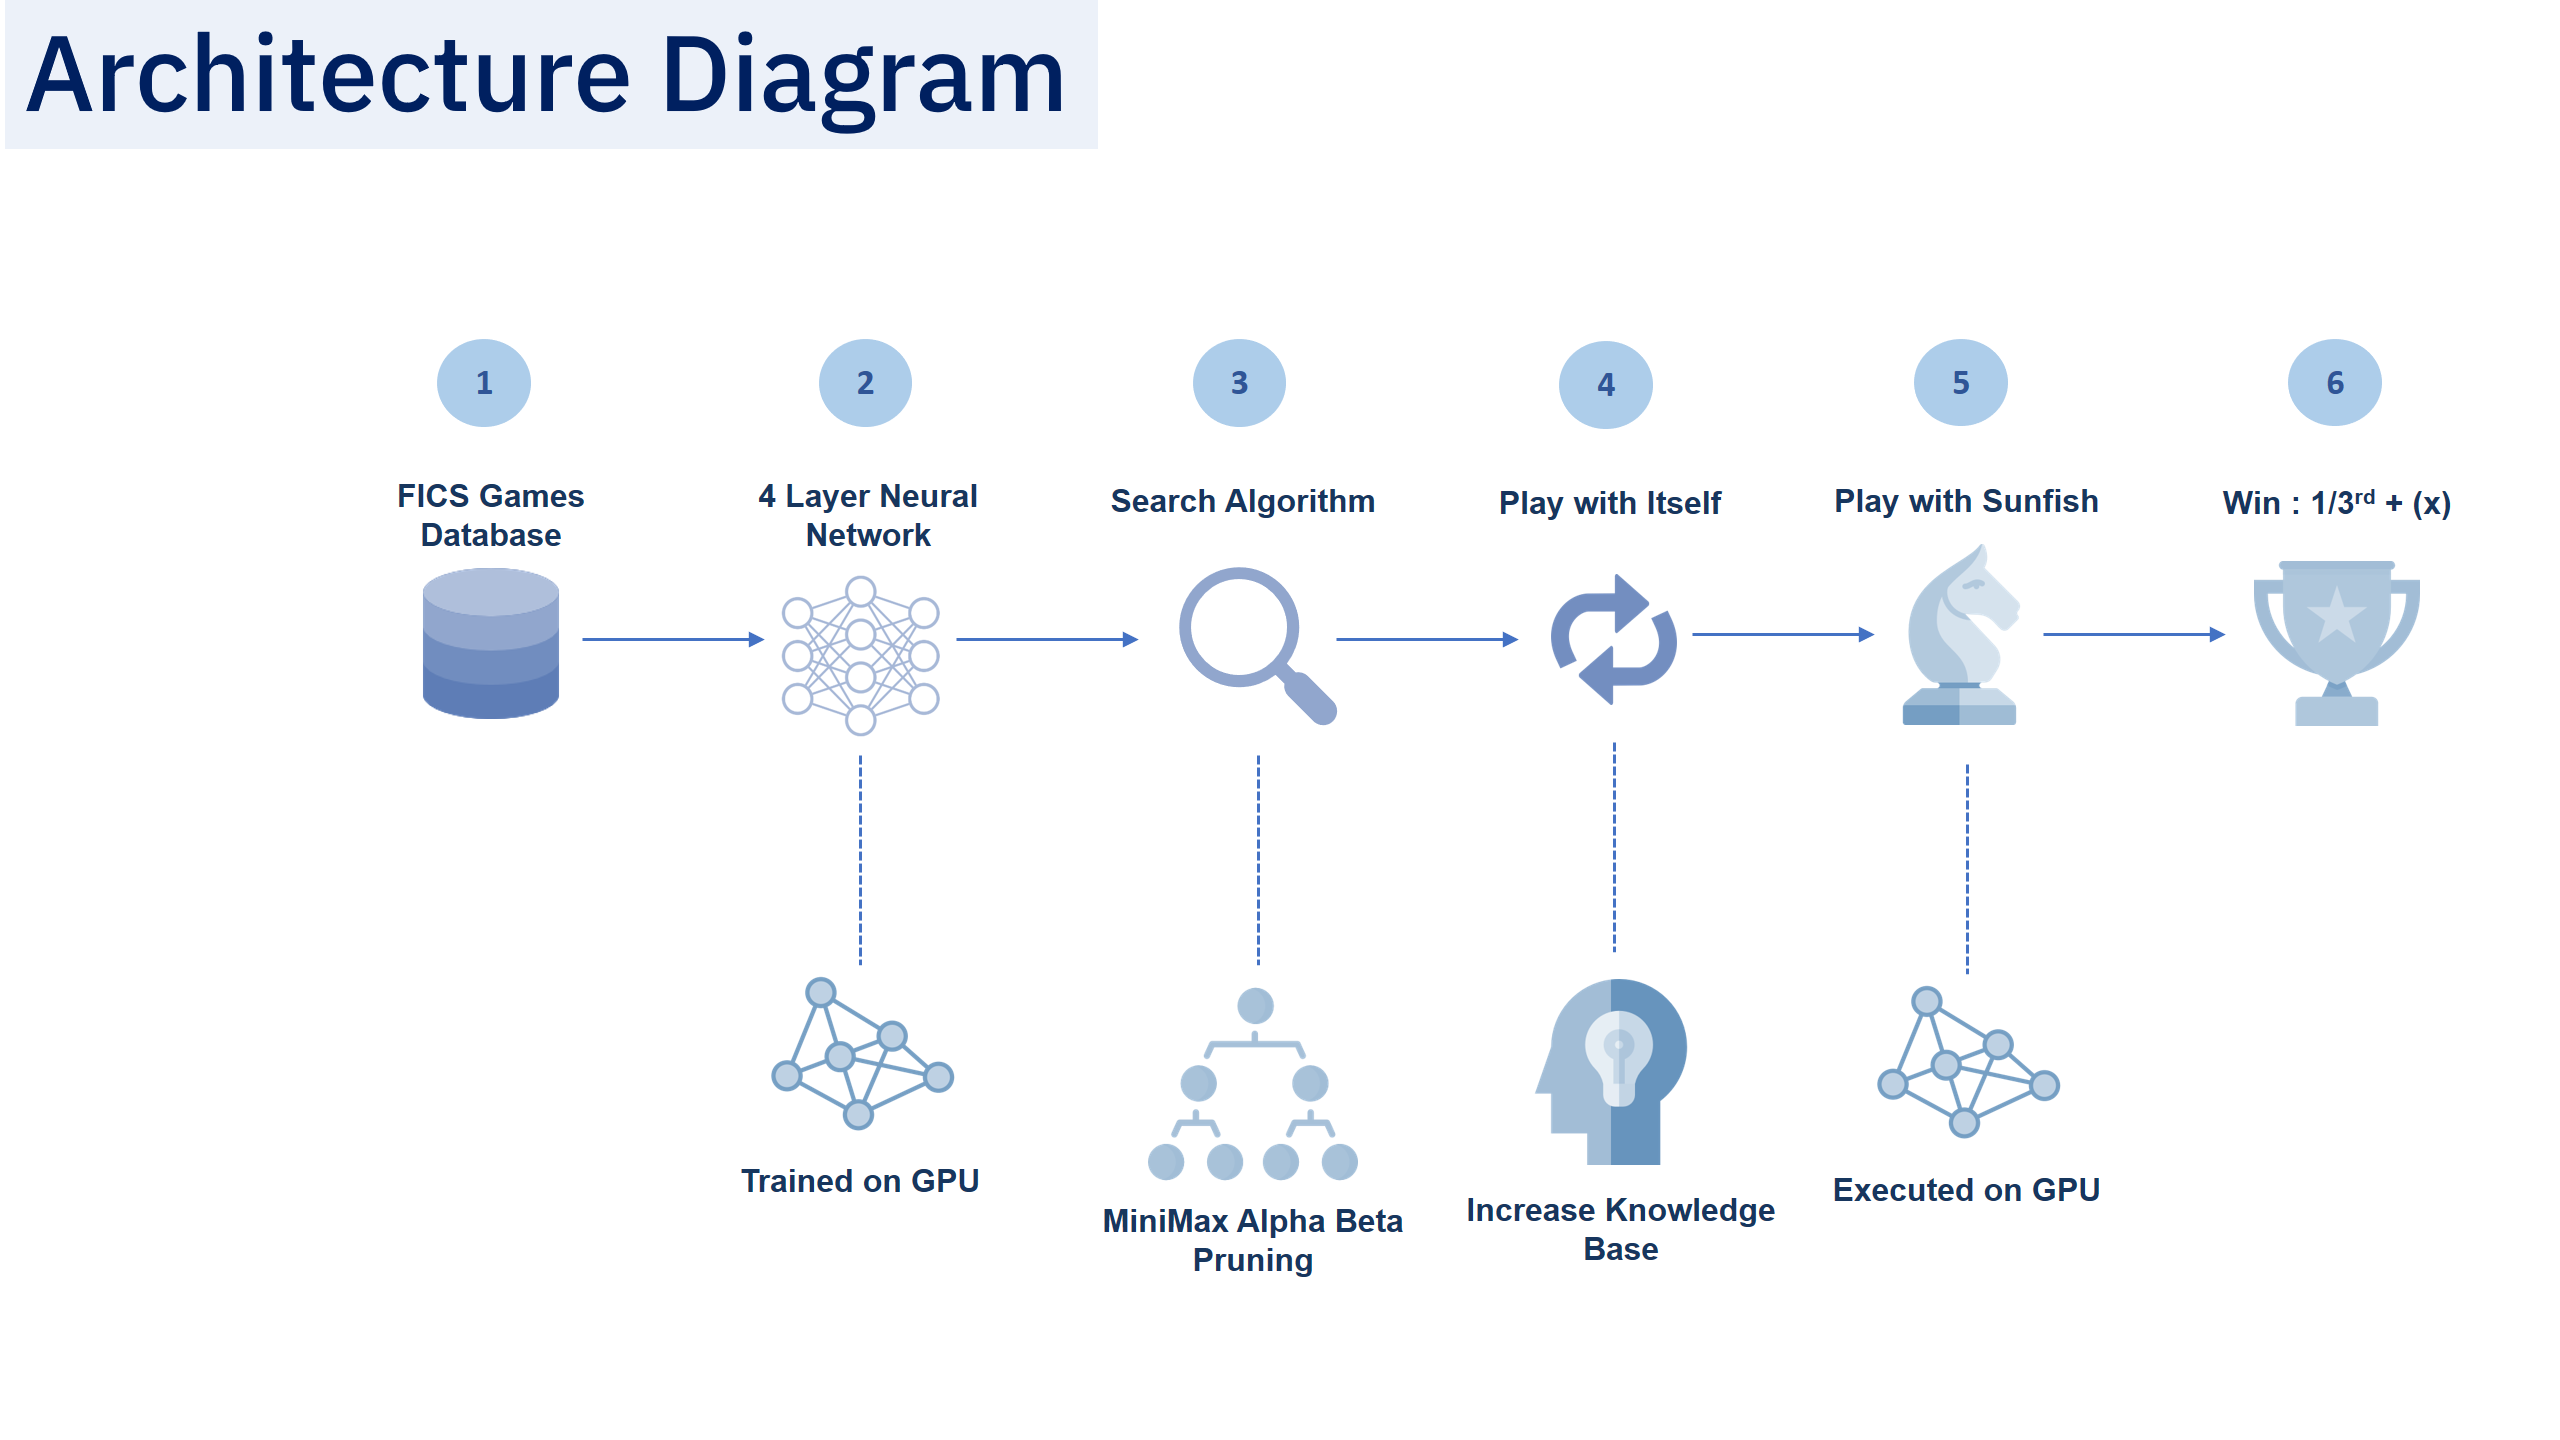 Architecture Diagram
1
2
3
4
5
6
FICS Games
Database
4 Layer Neural
Network
Search Algorithm
Play with Itself
Play with Sunfish
Win : 1/3rd + (x)
Trained on GPU
MiniMax Alpha Beta
Pruning
Increase Knowledge
Base
Executed on GPU